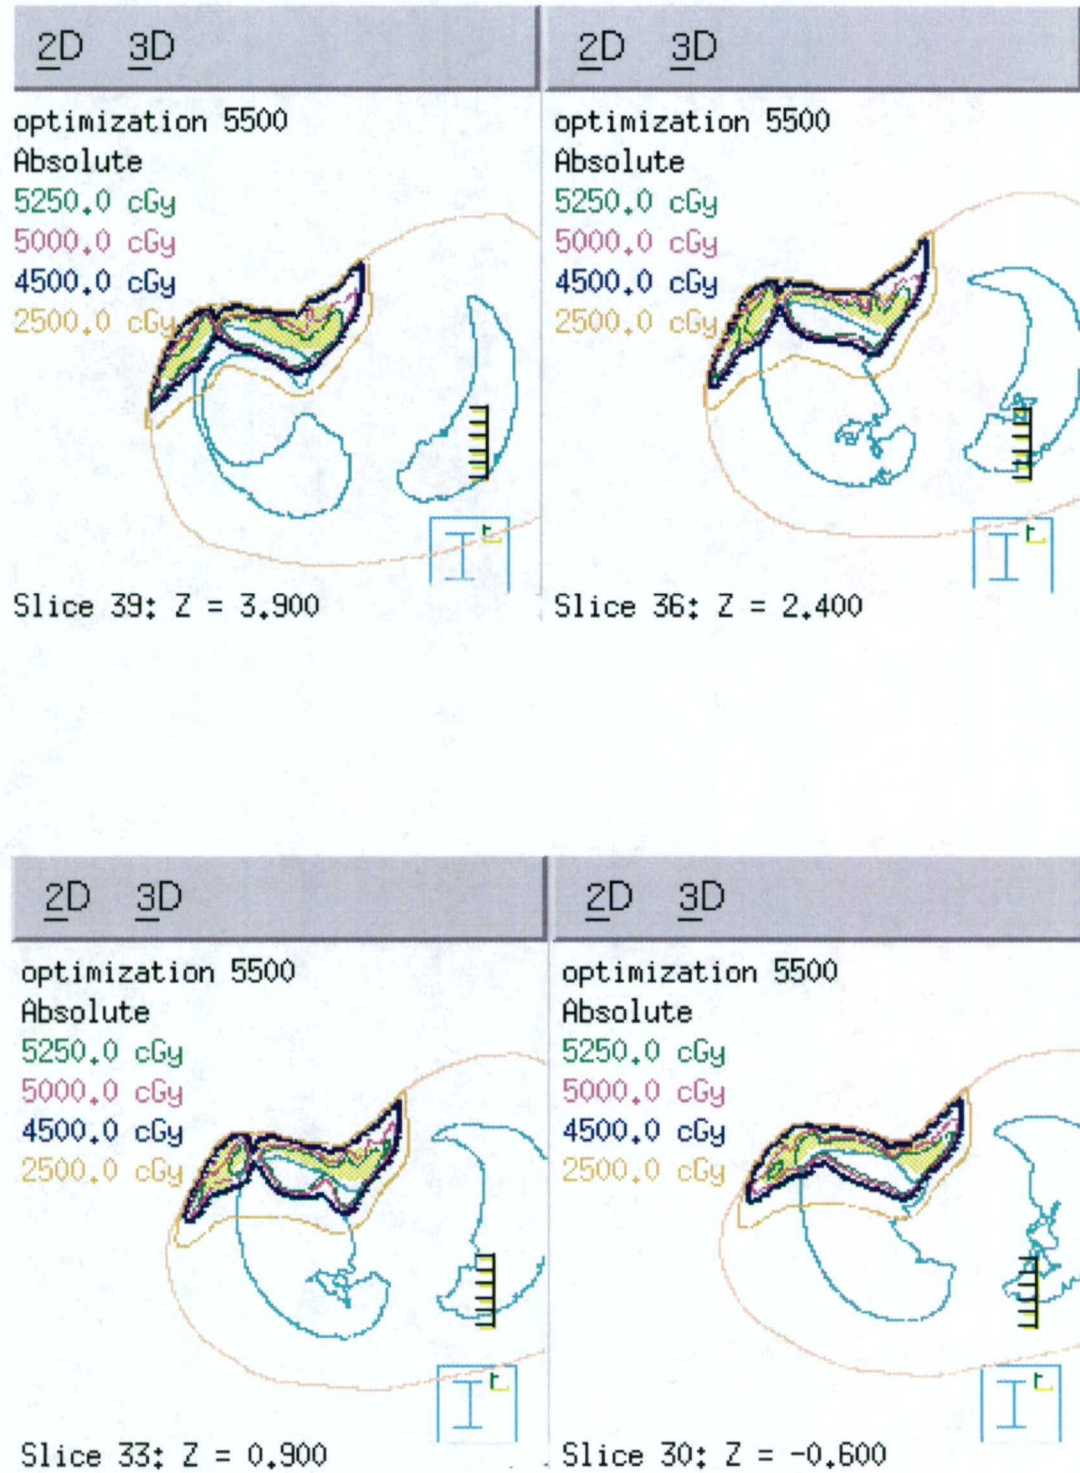 2D 3D
optimization 5500
Absolute
5250.0 cGy
5000.0 cGy
4500.0 cGy
2500.0 cGy
Slice 39: Z = 3.900
2D 3D
optimization 5500
Absolute
5250.0 cGy
5000.0 cGy
4500.0 cGy
2500.0 cGy
Slice 36: Z = 2.400
2D 3D
optimization 5500
Absolute
5250.0 cGy
5000.0 cGy
4500.0 cGy
2500.0 cGy
Slice 33: Z = 0.900
2D 3D
optimization 5500
Absolute
5250.0 cGy
5000.0 cGy
4500.0 cGy
2500.0 cGy
Slice 30: Z = -0.600